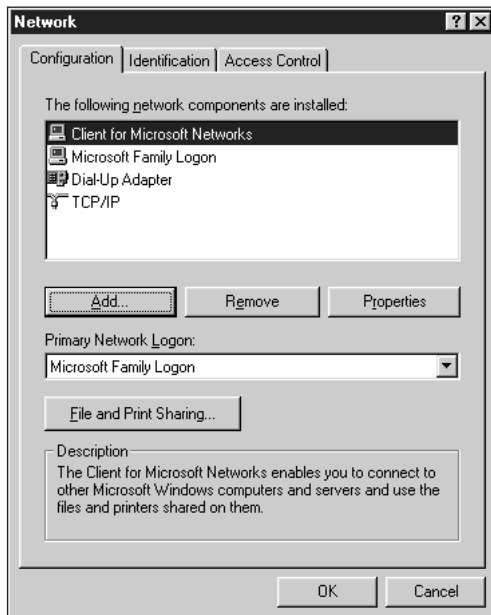 Network
Configuration Identification Access Control
The following network components are installed:
Client for Microsoft Networks
Microsoft Family Logon
Dial-Up Adapter
TCP/IP
Add... Remove Properties
Primary Network Logon:
Microsoft Family Logon
File and Print Sharing...
Description
The Client for Microsoft Networks enables you to connect to
other Microsoft Windows computers and servers and use the
files and printers shared on them.
OK Cancel